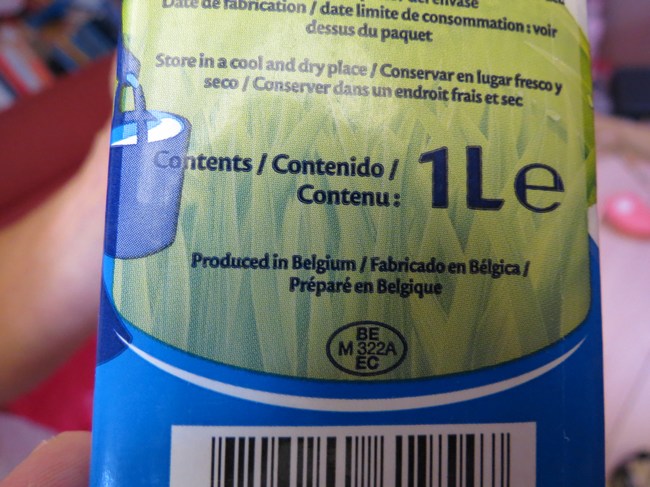 del envase
Date de fabrication / date limite de consommation : voir
dessus du paquet
Store in a cool and dry place / Conservar en lugar fresco y
seco / Conserver dans un endroit frais et sec
Contents / Contenido /
Contenu :
1L e
Produced in Belgium / Fabricado en Bélgica /
Préparé en Belgique
BE
M 322A
EC